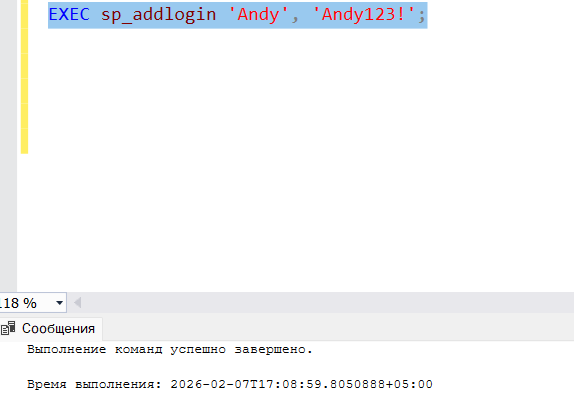 EXEC sp_addlogin 'Andy', 'Andy123!';
118 %
Сообщения
Выполнение команд успешно завершено.
Время выполнения: 2026-02-07T17:08:59.8050888+05:00